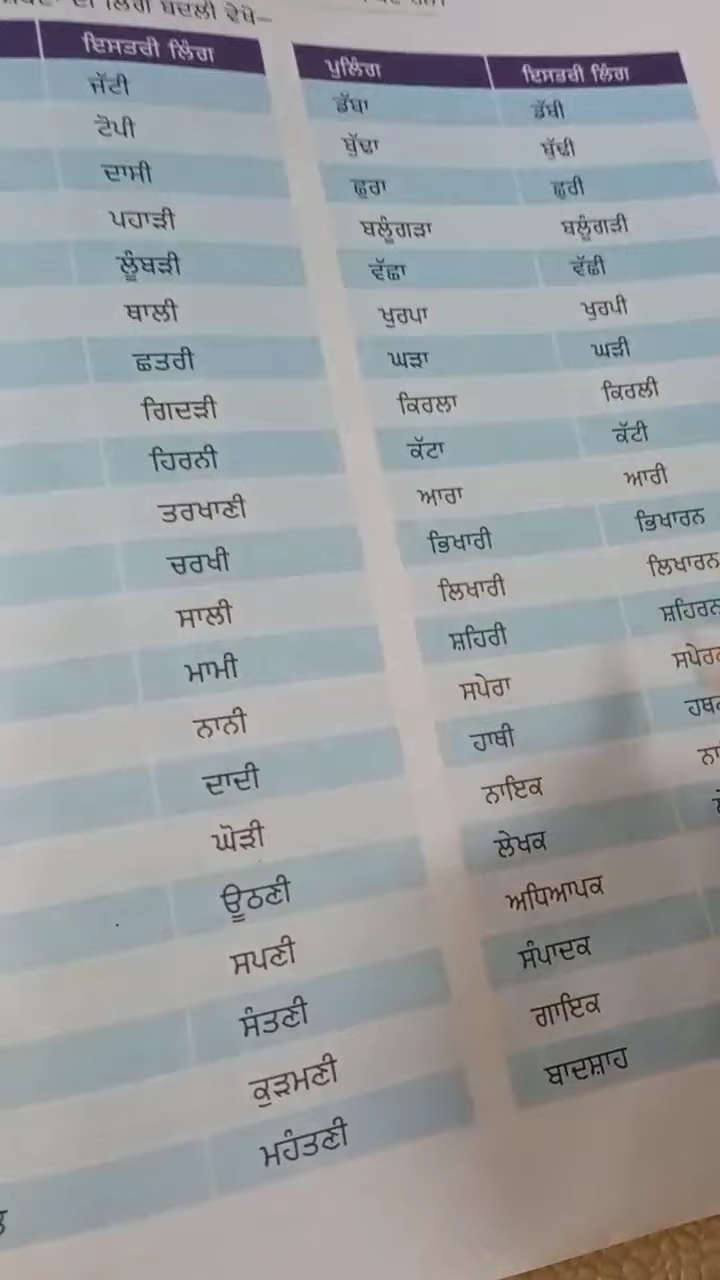 ਲਿੰਗ ਬਦਲੀ ਵੇਖੋ—
ਇਸਤਰੀ ਲਿੰਗ
ਜੱਟੀ
ਟੋਪੀ
ਦਾਸੀ
ਪਹਾੜੀ
ਲੂੰਬੜੀ
ਥਾਲੀ
ਛਤਰੀ
ਗਿਦੜੀ
ਹਿਰਨੀ
ਤਰਖਾਣੀ
ਚਰਖੀ
ਸਾਲੀ
ਮਾਮੀ
ਨਾਨੀ
ਦਾਦੀ
ਘੋੜੀ
ਊਠਣੀ
ਸਪਣੀ
ਸੰਤਣੀ
ਕੁੜਮਣੀ
ਮਹੰਤਣੀ
ਪੁਲਿੰਗ ਇਸਤਰੀ ਲਿੰਗ
ਡੱਬਾ ਡੱਬੀ
ਬੁੱਢਾ ਬੁੱਢੀ
ਛੁਰਾ ਛੁਰੀ
ਬਲੂੰਗੜਾ ਬਲੂੰਗੜੀ
ਵੱਛਾ ਵੱਛੀ
ਖੁਰਪਾ ਖੁਰਪੀ
ਘੜਾ ਘੜੀ
ਕਿਰਲਾ ਕਿਰਲੀ
ਕੱਟਾ ਕੱਟੀ
ਆਰਾ ਆਰੀ
ਭਿਖਾਰੀ ਭਿਖਾਰਨ
ਲਿਖਾਰੀ ਲਿਖਾਰਨ
ਸ਼ਹਿਰੀ ਸ਼ਹਿਰਨ
ਸਪੇਰਾ
ਹਾਥੀ
ਨਾਇਕ
ਲੇਖਕ
ਅਧਿਆਪਕ
ਸੰਪਾਦਕ
ਗਾਇਕ
ਬਾਦਸ਼ਾਹ